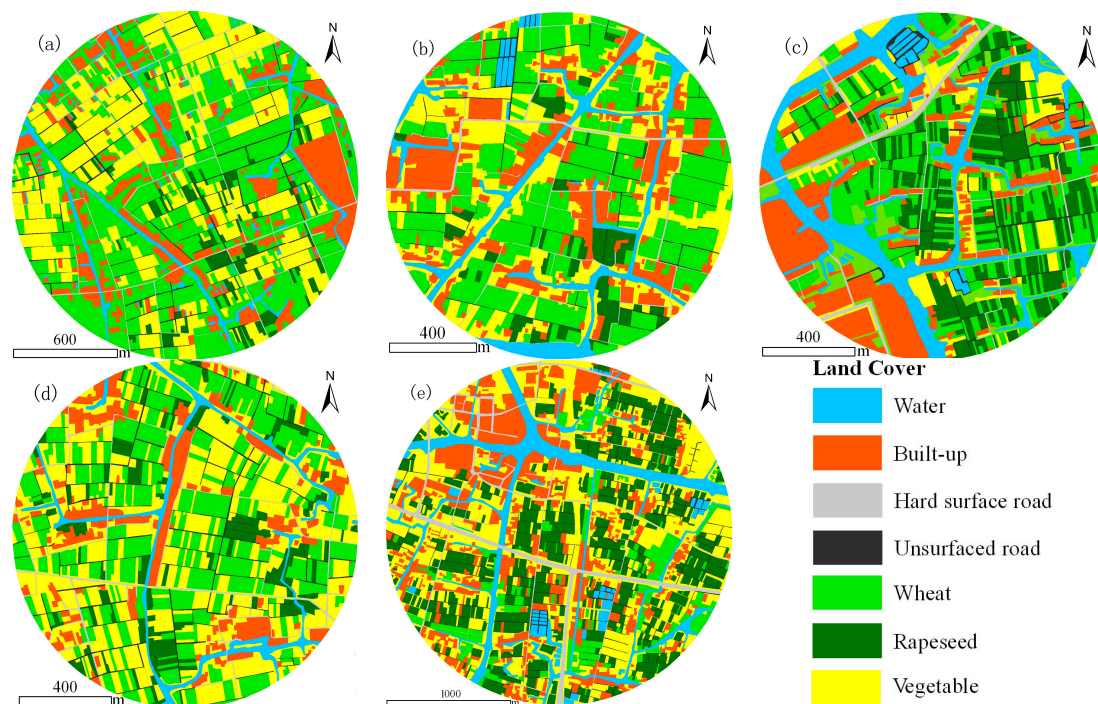 (a)
N
600
m
(b)
N
400
m
(c)
N
400
m
(d)
N
400
m
(e)
N
1000
m
Land Cover
Water
Built-up
Hard surface road
Unsurfaced road
Wheat
Rapeseed
Vegetable